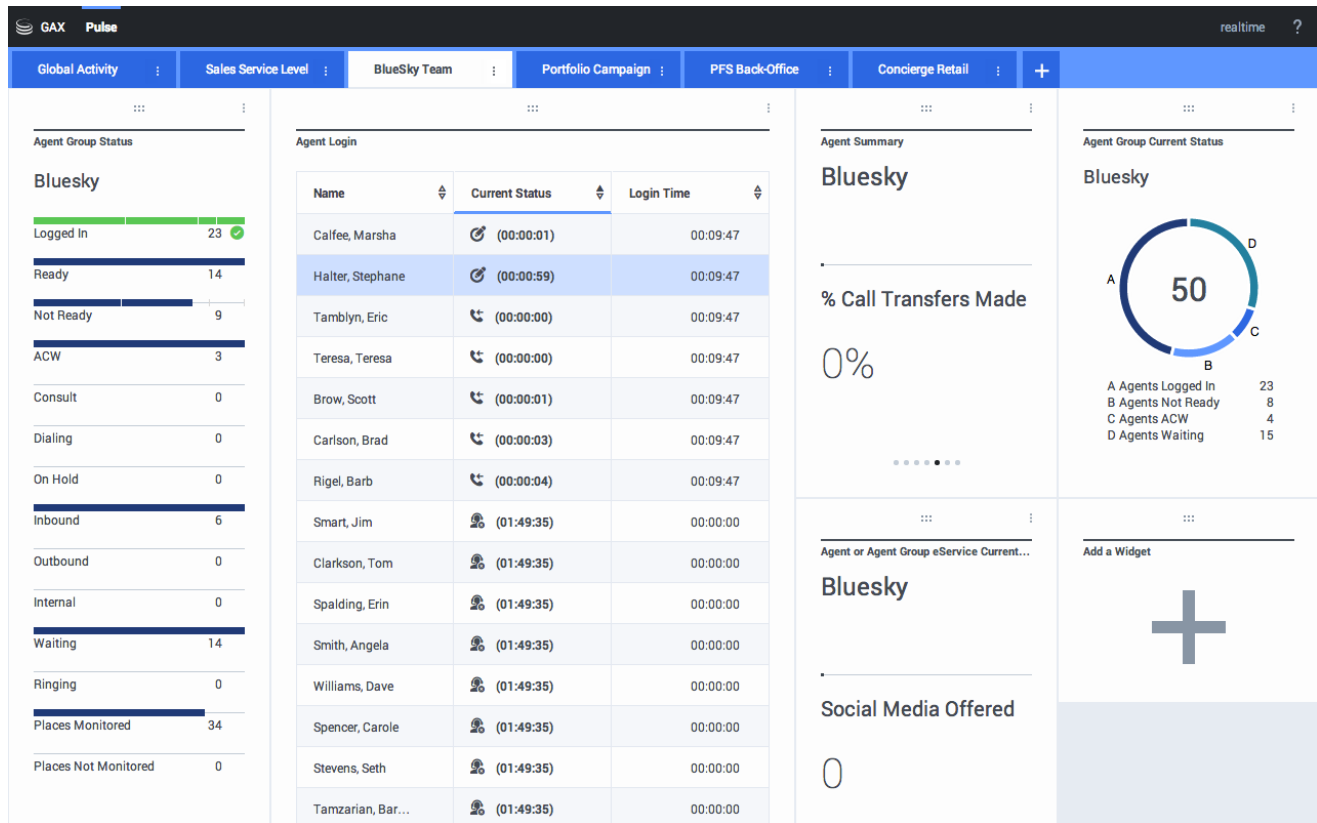 GAX Pulse realtime ?
Global Activity Sales Service Level BlueSky Team Portfolio Campaign PFS Back-Office Concierge Retail +
Agent Group Status
Bluesky
Logged In 23
Ready 14
Not Ready 9
ACW 3
Consult 0
Dialing 0
On Hold 0
Inbound 6
Outbound 0
Internal 0
Waiting 14
Ringing 0
Places Monitored 34
Places Not Monitored 0
Agent Login
Name Current Status Login Time
Calfee, Marsha (00:00:01) 00:09:47
Halter, Stephane (00:00:59) 00:09:47
Tamblyn, Eric (00:00:00) 00:09:47
Teresa, Teresa (00:00:00) 00:09:47
Brow, Scott (00:00:01) 00:09:47
Carlson, Brad (00:00:03) 00:09:47
Rigel, Barb (00:00:04) 00:09:47
Smart, Jim (01:49:35) 00:00:00
Clarkson, Tom (01:49:35) 00:00:00
Spalding, Erin (01:49:35) 00:00:00
Smith, Angela (01:49:35) 00:00:00
Williams, Dave (01:49:35) 00:00:00
Spencer, Carole (01:49:35) 00:00:00
Stevens, Seth (01:49:35) 00:00:00
Tamzarian, Bar... (01:49:35) 00:00:00
Agent Summary
Bluesky
% Call Transfers Made
0%
Agent Group Current Status
Bluesky
D
A
50
C
B
A Agents Logged In 23
B Agents Not Ready 8
C Agents ACW 4
D Agents Waiting 15
Agent or Agent Group eService Current...
Bluesky
Social Media Offered
0
Add a Widget